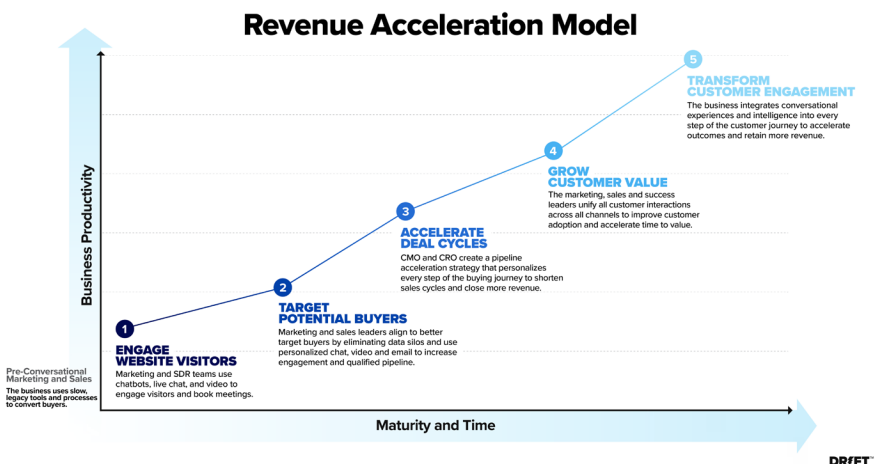 Revenue Acceleration Model
5
TRANSFORM
CUSTOMER ENGAGEMENT
The business integrates conversational
experiences and intelligence into every
step of the customer journey to accelerate
outcomes and retain more revenue.
4
GROW
CUSTOMER VALUE
The marketing, sales and success
leaders unify all customer interactions
across all channels to improve customer
adoption and accelerate time to value.
3
ACCELERATE
DEAL CYCLES
CMO and CRO create a pipeline
acceleration strategy that personalizes
every step of the buying journey to shorten
sales cycles and close more revenue.
2
TARGET
POTENTIAL BUYERS
Marketing and sales leaders align to better
target buyers by eliminating data silos and use
personalized chat, video and email to increase
engagement and qualified pipeline.
1
ENGAGE
WEBSITE VISITORS
Marketing and SDR teams use
chatbots, live chat, and video to
engage visitors and book meetings.
Business Productivity
Pre-Conversational
Marketing and Sales
The business uses slow,
legacy tools and processes
to convert buyers.
Maturity and Time
DRIFT™